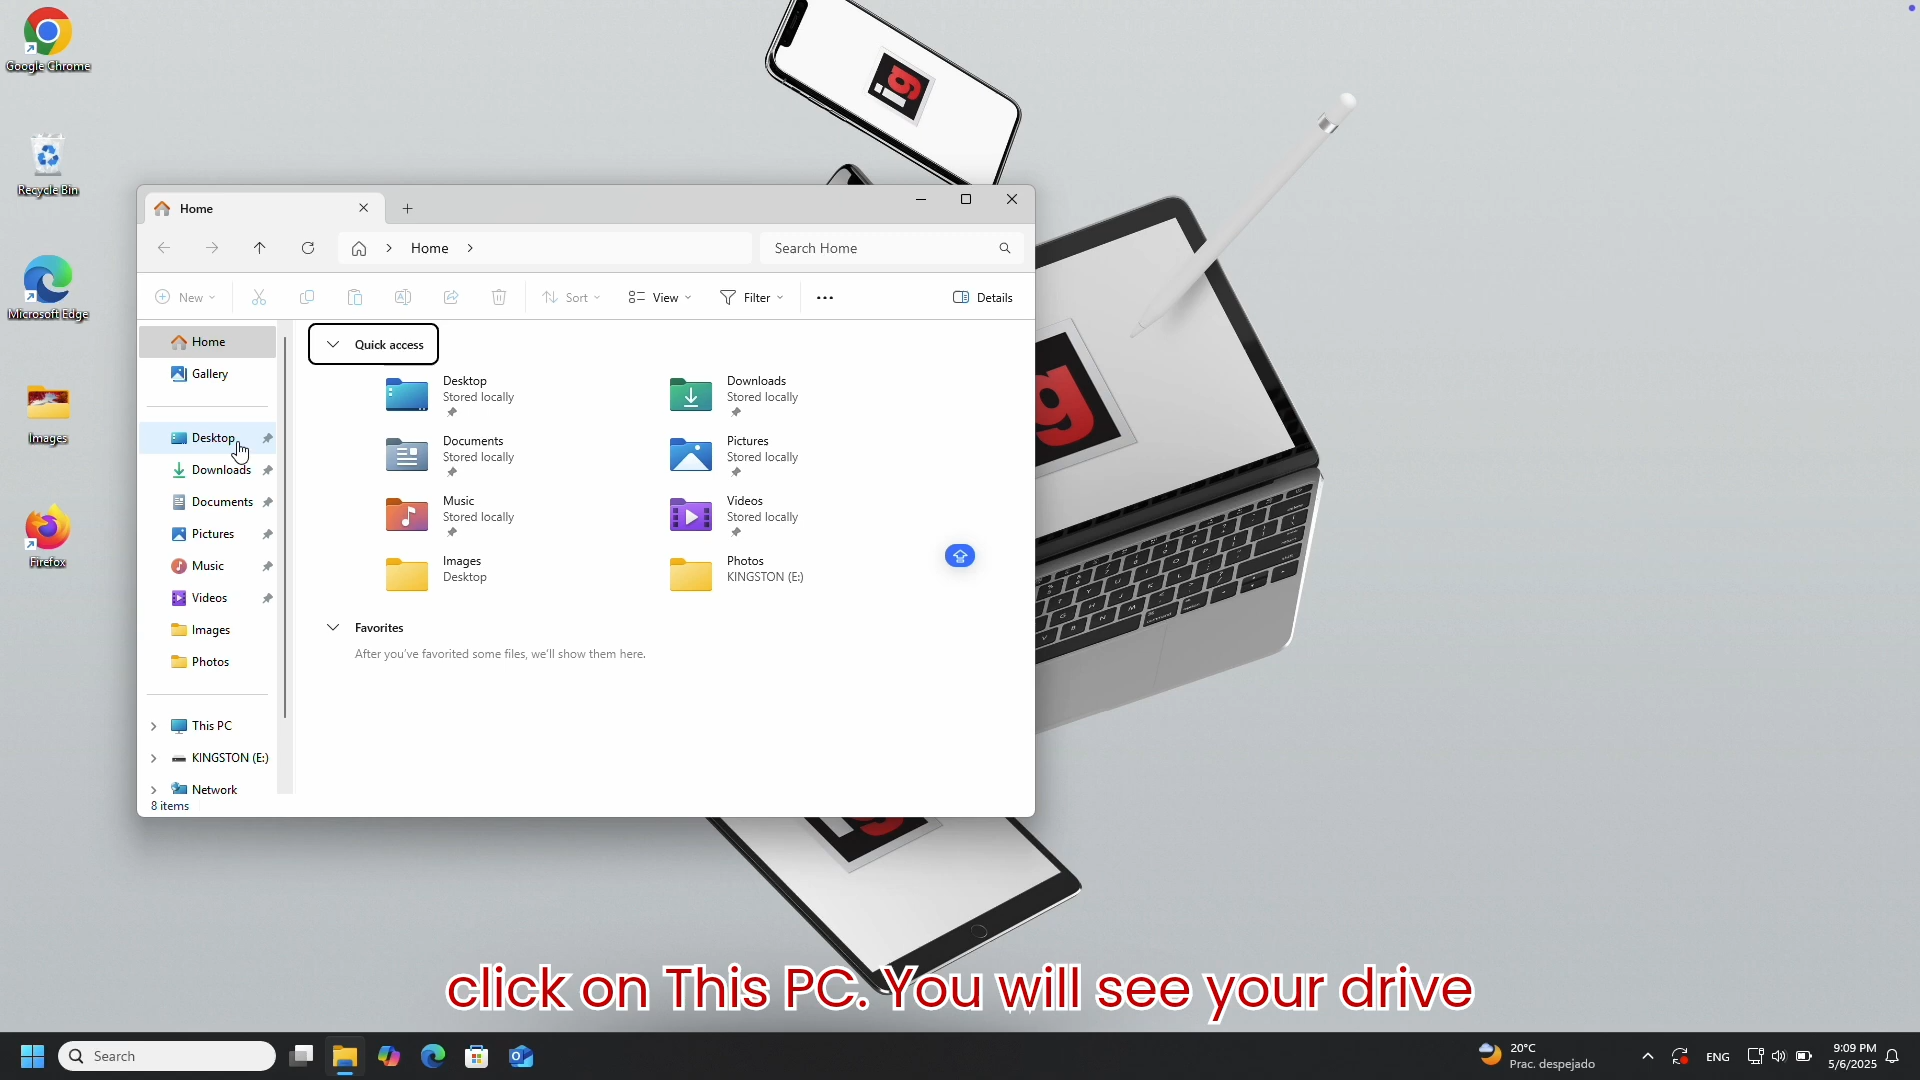 Google Chrome
Recycle Bin
Microsoft Edge
Images
Firefox
Home
Home
Search Home
New
Sort
View
Filter
Details
Home
Gallery
Desktop
Downloads
Documents
Pictures
Music
Videos
Images
Photos
This PC
KINGSTON (E:)
Network
8 items
Quick access
Desktop
Stored locally
Downloads
Stored locally
Documents
Stored locally
Pictures
Stored locally
Music
Stored locally
Videos
Stored locally
Images
Desktop
Photos
KINGSTON (E:)
Favorites
After you've favorited some files, we'll show them here.
ig
g
click on This PC. You will see your drive
Search
20°C
Prac. despejado
ENG
9:09 PM
5/6/2025